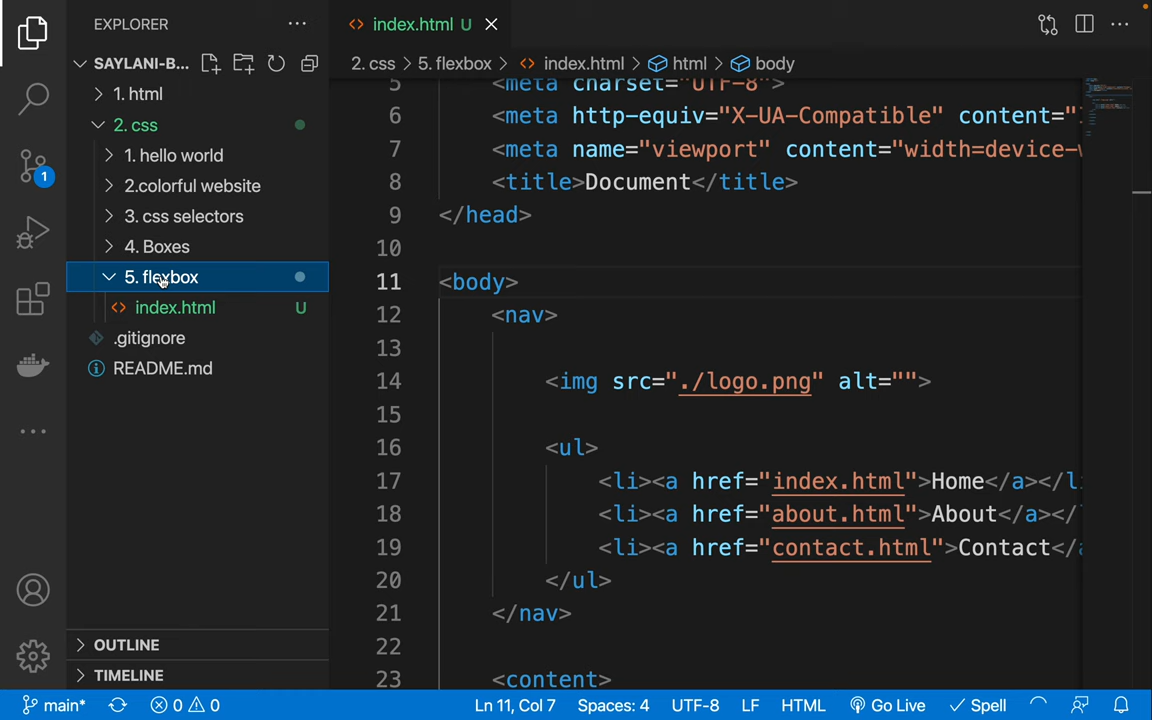 EXPLORER
index.html U
SAYLANI-B...
2. css > 5. flexbox > index.html > html > body
1. html
2. css
1. hello world
2.colorful website
3. css selectors
4. Boxes
5. flexbox
index.html U
.gitignore
README.md
1
OUTLINE
TIMELINE
5 <meta charset="UTF-8">
6 <meta http-equiv="X-UA-Compatible" content="
7 <meta name="viewport" content="width=device-w
8 <title>Document</title>
9 </head>
10
11 <body>
12 <nav>
13
14 <img src="./logo.png" alt="">
15
16 <ul>
17 <li><a href="index.html">Home</a></l
18 <li><a href="about.html">About</a></
19 <li><a href="contact.html">Contact</a
20 </ul>
21 </nav>
22
23 <content>
main* 0 0 Ln 11, Col 7 Spaces: 4 UTF-8 LF HTML Go Live Spell